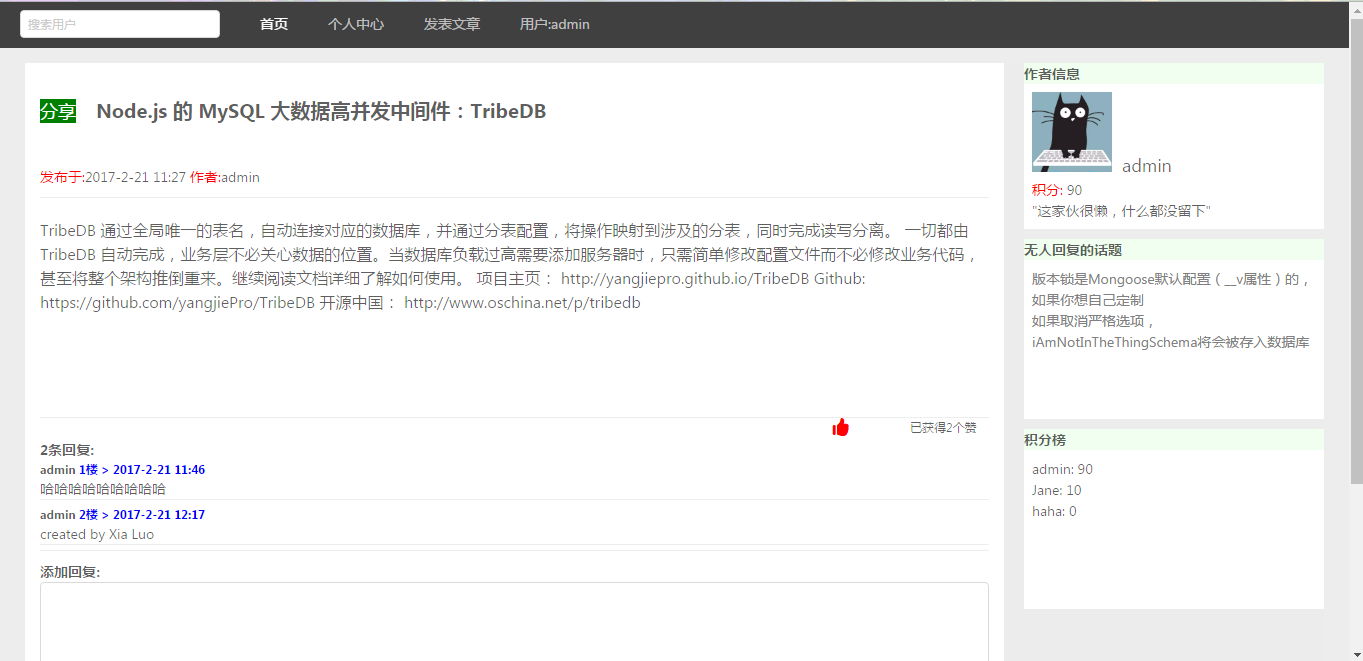 搜索用户 首页 个人中心 发表文章 用户:admin
分享 Node.js 的 MySQL 大数据高并发中间件：TribeDB
发布于:2017-2-21 11:27 作者:admin
TribeDB 通过全局唯一的表名，自动连接对应的数据库，并通过分表配置，将操作映射到涉及的分表，同时完成读写分离。 一切都由
TribeDB 自动完成，业务层不必关心数据的位置。当数据库负载过高需要添加服务器时，只需简单修改配置文件而不必修改业务代码，
甚至将整个架构推倒重来。继续阅读文档详细了解如何使用。 项目主页： http://yangjiepro.github.io/TribeDB Github:
https://github.com/yangjiePro/TribeDB 开源中国： http://www.oschina.net/p/tribedb
已获得2个赞
2条回复:
admin 1楼 > 2017-2-21 11:46
哈哈哈哈哈哈哈哈哈
admin 2楼 > 2017-2-21 12:17
created by Xia Luo
添加回复:
作者信息
admin
积分: 90
"这家伙很懒，什么都没留下"
无人回复的话题
版本锁是Mongoose默认配置（__v属性）的，
如果你想自己定制
如果取消严格选项，
iAmNotInTheThingSchema将会被存入数据库
积分榜
admin: 90
Jane: 10
haha: 0